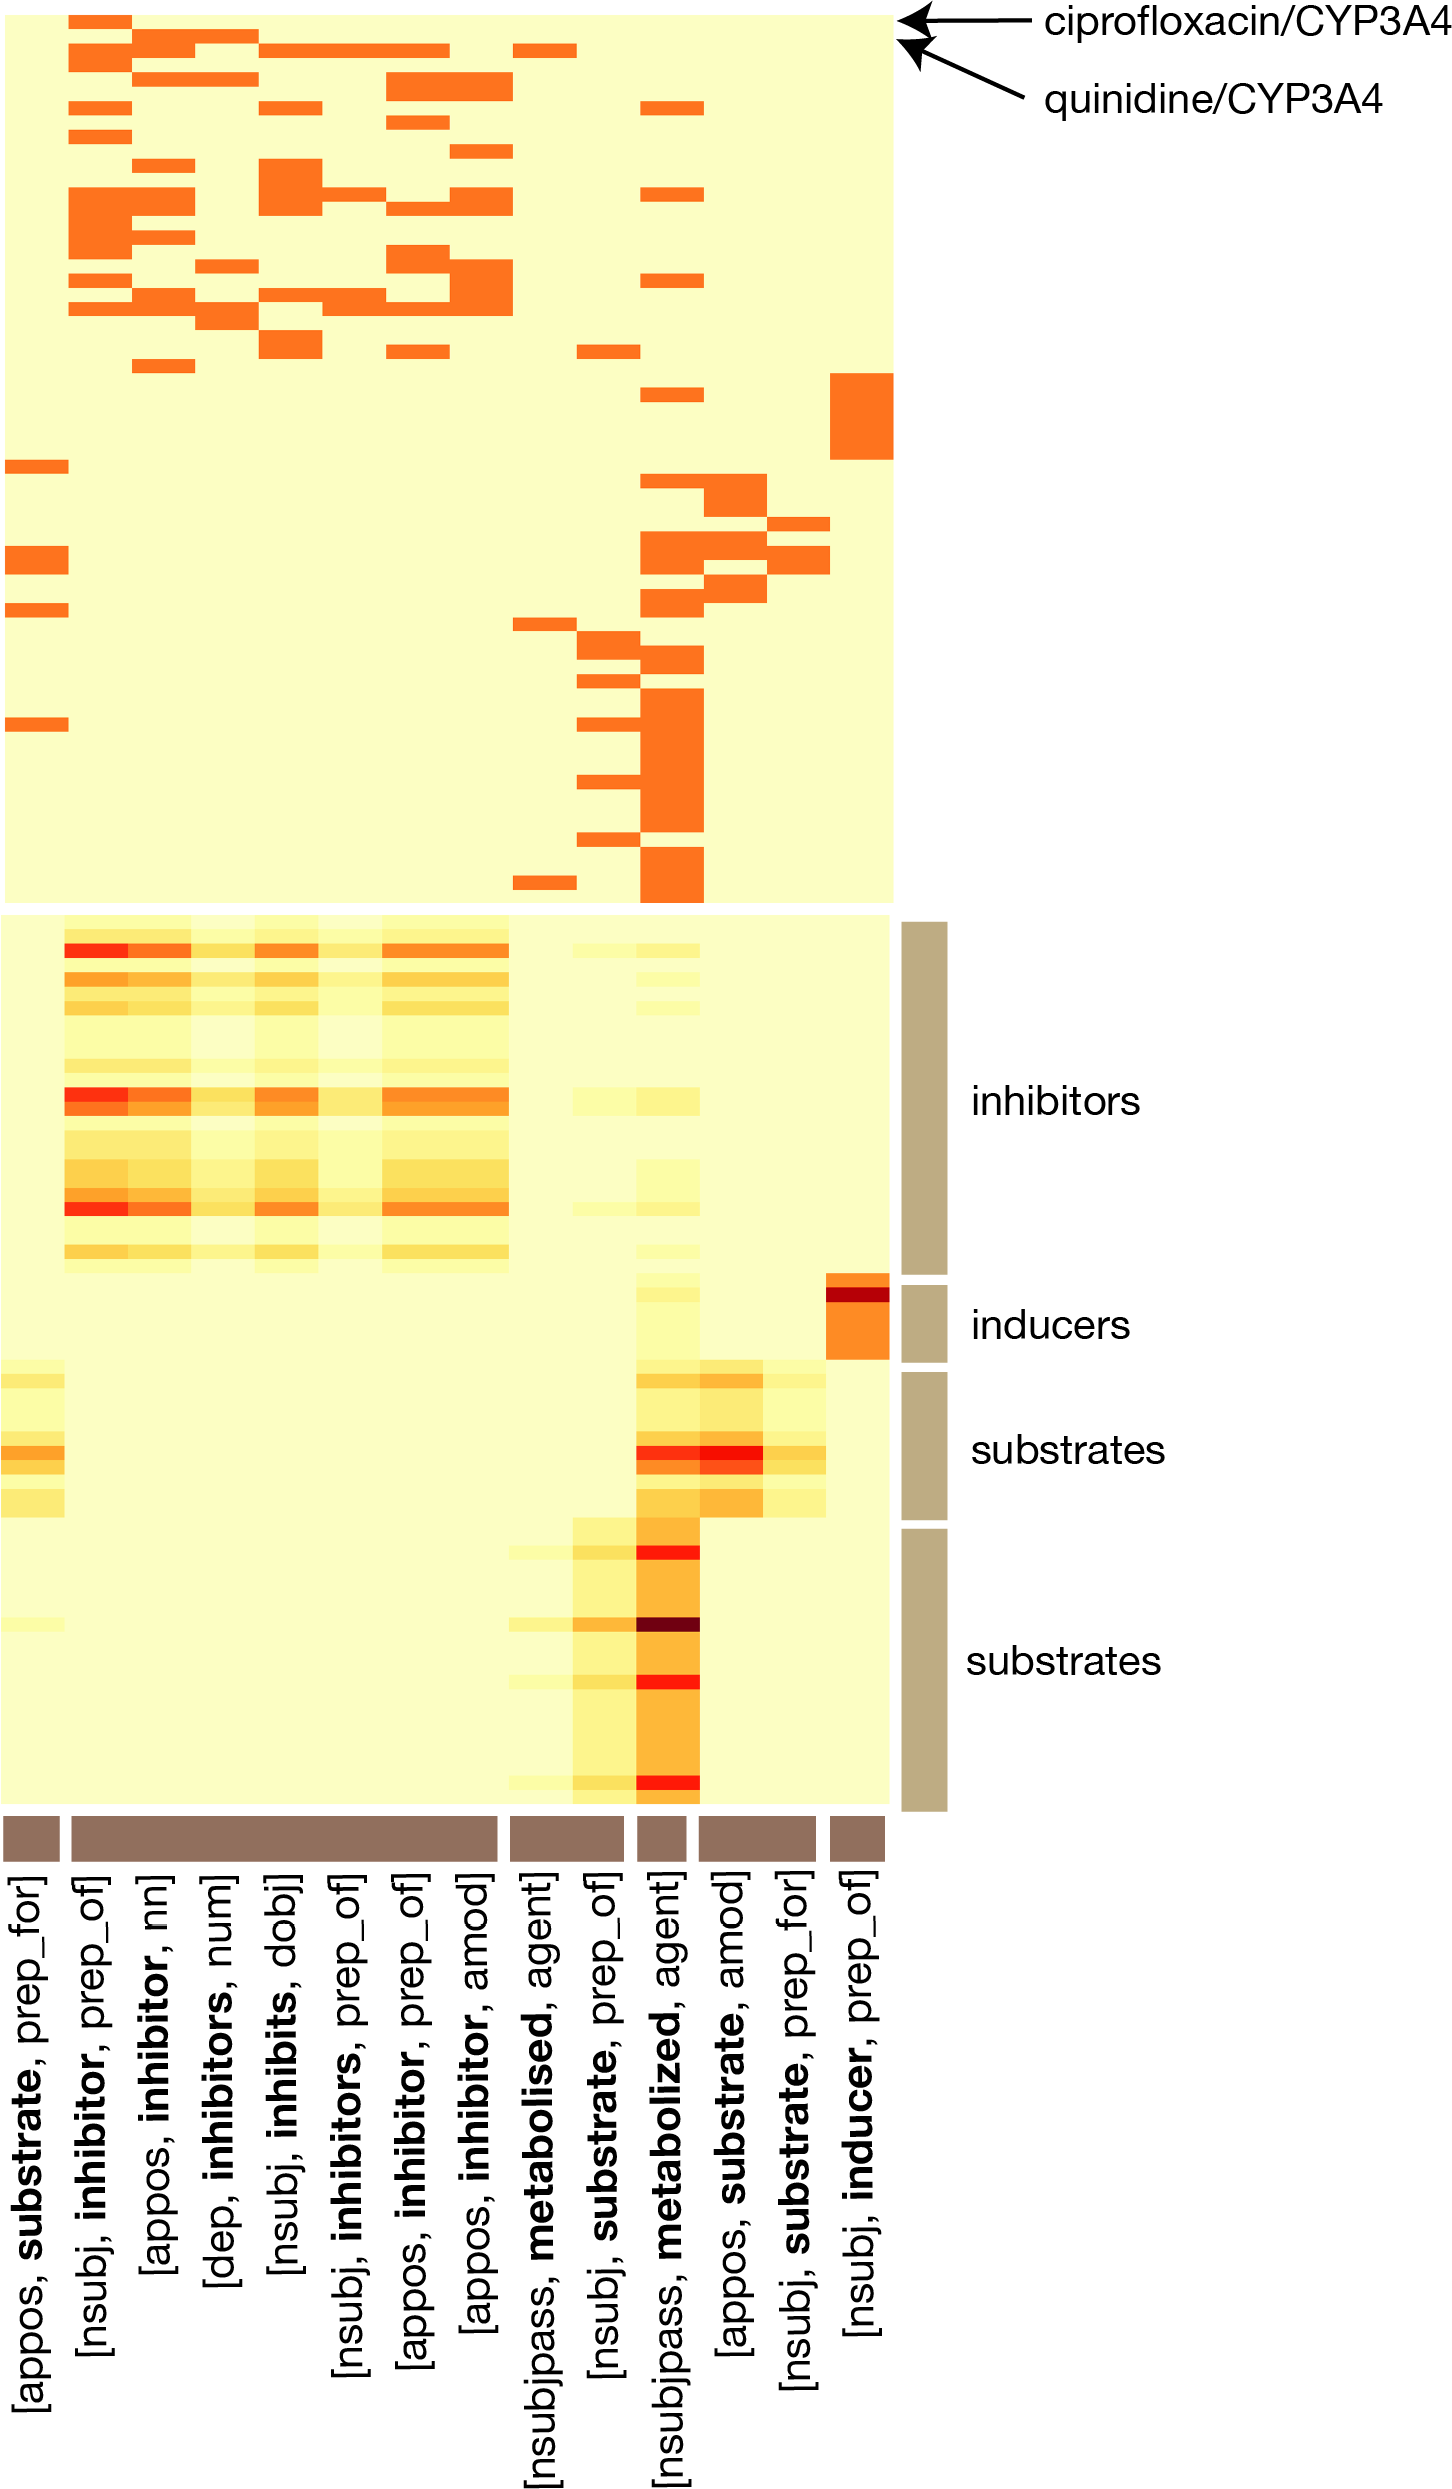 ciprofloxacin/CYP3A4
quinidine/CYP3A4
inhibitors
inducers
substrates
substrates
[appos, substrate, prep_for]
[nsubj, inhibitor, prep_of]
[appos, inhibitor, nn]
[dep, inhibitors, num]
[nsubj, inhibits, dobj]
[nsubj, inhibitors, prep_of]
[appos, inhibitor, prep_of]
[appos, inhibitor, amod]
[nsubjpass, metabolised, agent]
[nsubj, substrate, prep_of]
[nsubjpass, metabolized, agent]
[appos, substrate, amod]
[nsubj, substrate, prep_for]
[nsubj, inducer, prep_of]